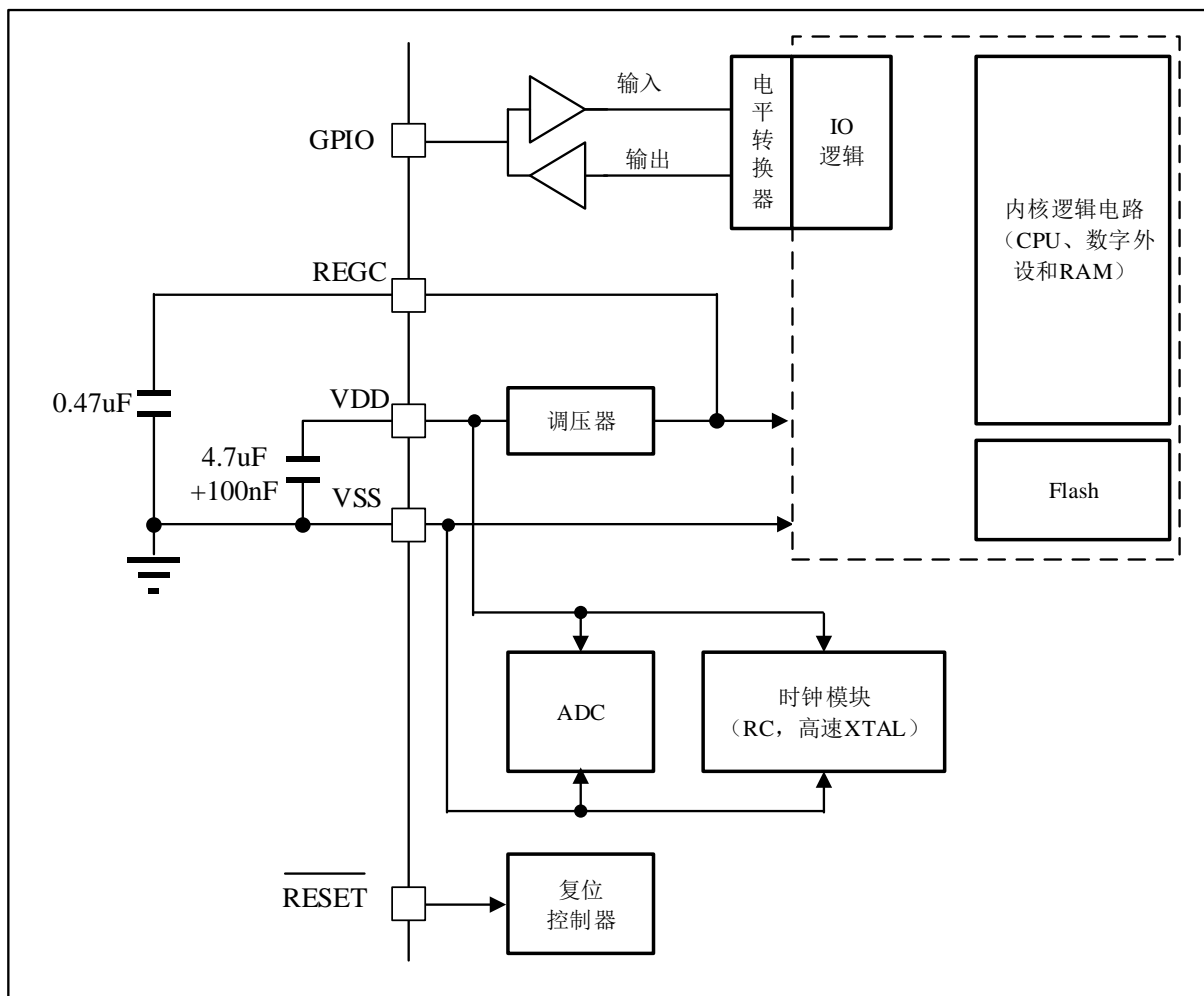 输入
GPIO
输出
电平转换器
IO
逻辑
内核逻辑电路
（CPU、数字外
设和RAM）
REGC
0.47uF
VDD
调压器
4.7uF
+100nF
VSS
Flash
ADC
时钟模块
（RC，高速XTAL）
RESET
复位
控制器